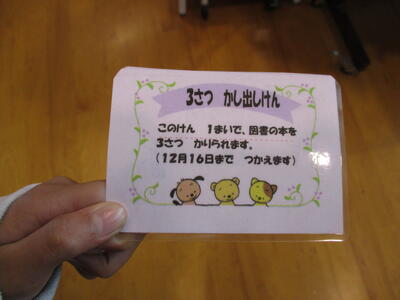 3さつ かし出しけん
このけん 1まいで、図書の本を
3さつ かりられます。
(12月16日まで つかえます)